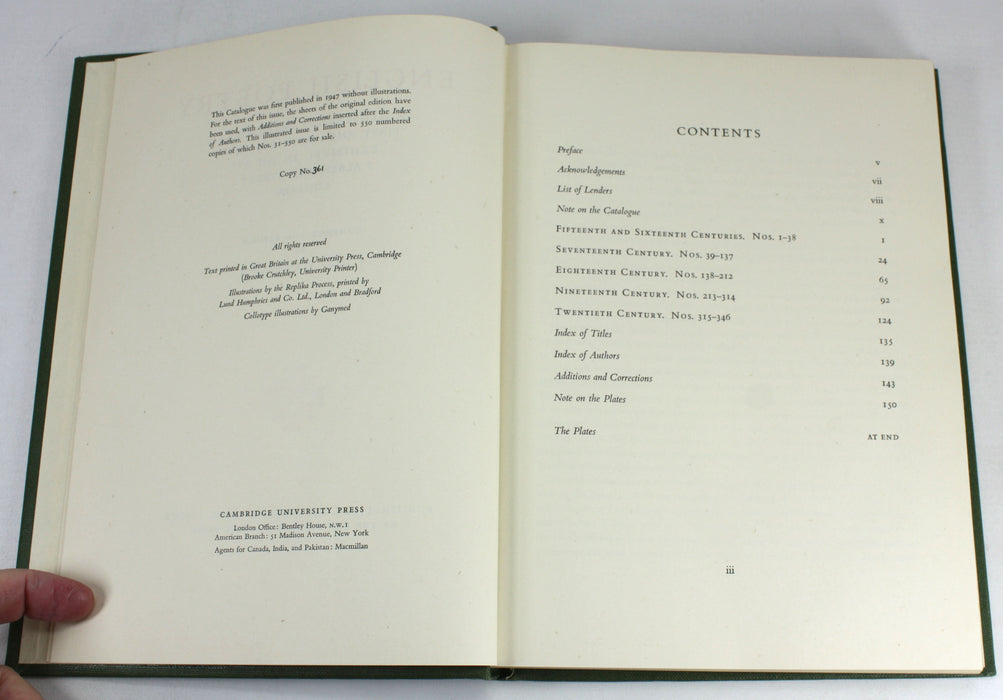 This Catalogue was first published in 1947 without illustrations.
For the text of this issue, the sheets of the original edition have
been used, with Additions and Corrections inserted after the Index
of Authors. This illustrated issue is limited to 550 numbered
copies of which Nos. 51–550 are for sale.
Copy No. 361
All rights reserved
Text printed in Great Britain at the University Press, Cambridge
(Brooke Crutchley, University Printer)
Illustrations by the Replika Process, printed by
Lund Humphries and Co. Ltd., London and Bradford
Collotype illustrations by Ganymed
CAMBRIDGE UNIVERSITY PRESS
London Office: Bentley House, N.W.1
American Branch: 51 Madison Avenue, New York
Agents for Canada, India, and Pakistan: Macmillan
CONTENTS
Preface v
Acknowledgements vii
List of Lenders viii
Note on the Catalogue x
Fifteenth and Sixteenth Centuries. Nos. 1–38 1
Seventeenth Century. Nos. 39–137 24
Eighteenth Century. Nos. 138–212 65
Nineteenth Century. Nos. 213–314 92
Twentieth Century. Nos. 315–346 124
Index of Titles 135
Index of Authors 139
Additions and Corrections 143
Note on the Plates 150
The Plates AT END
iii